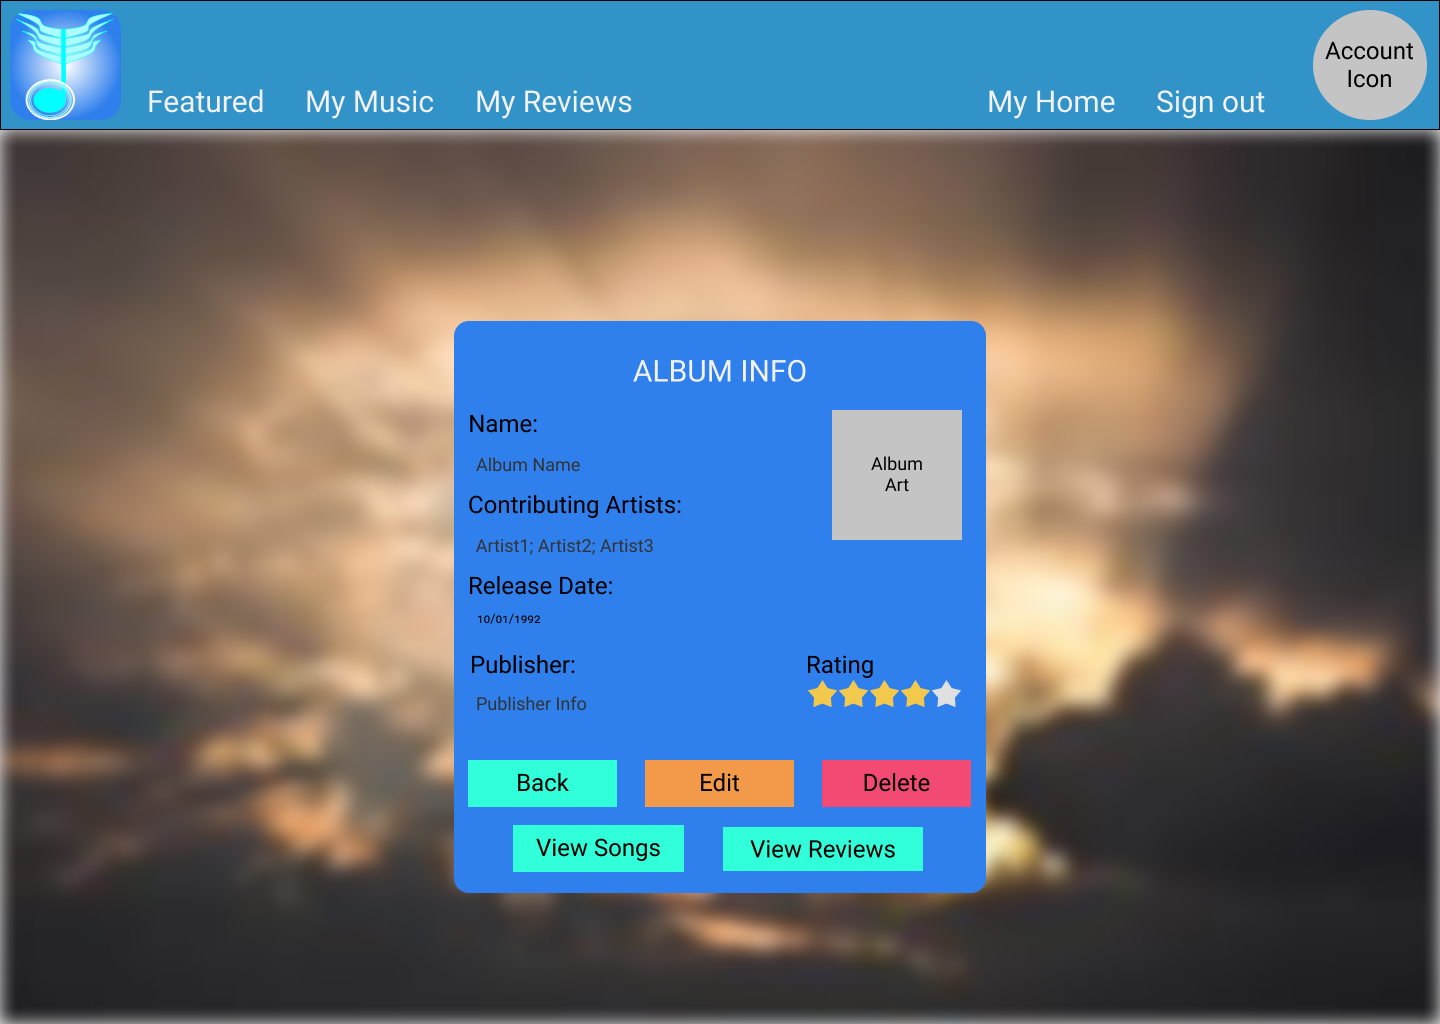 Featured
My Music
My Reviews
My Home
Sign out
Account
Icon
ALBUM INFO
Name:
Album Name
Album
Art
Contributing Artists:
Artist1; Artist2; Artist3
Release Date:
10/01/1992
Publisher:
Publisher Info
Rating
Back
Edit
Delete
View Songs
View Reviews